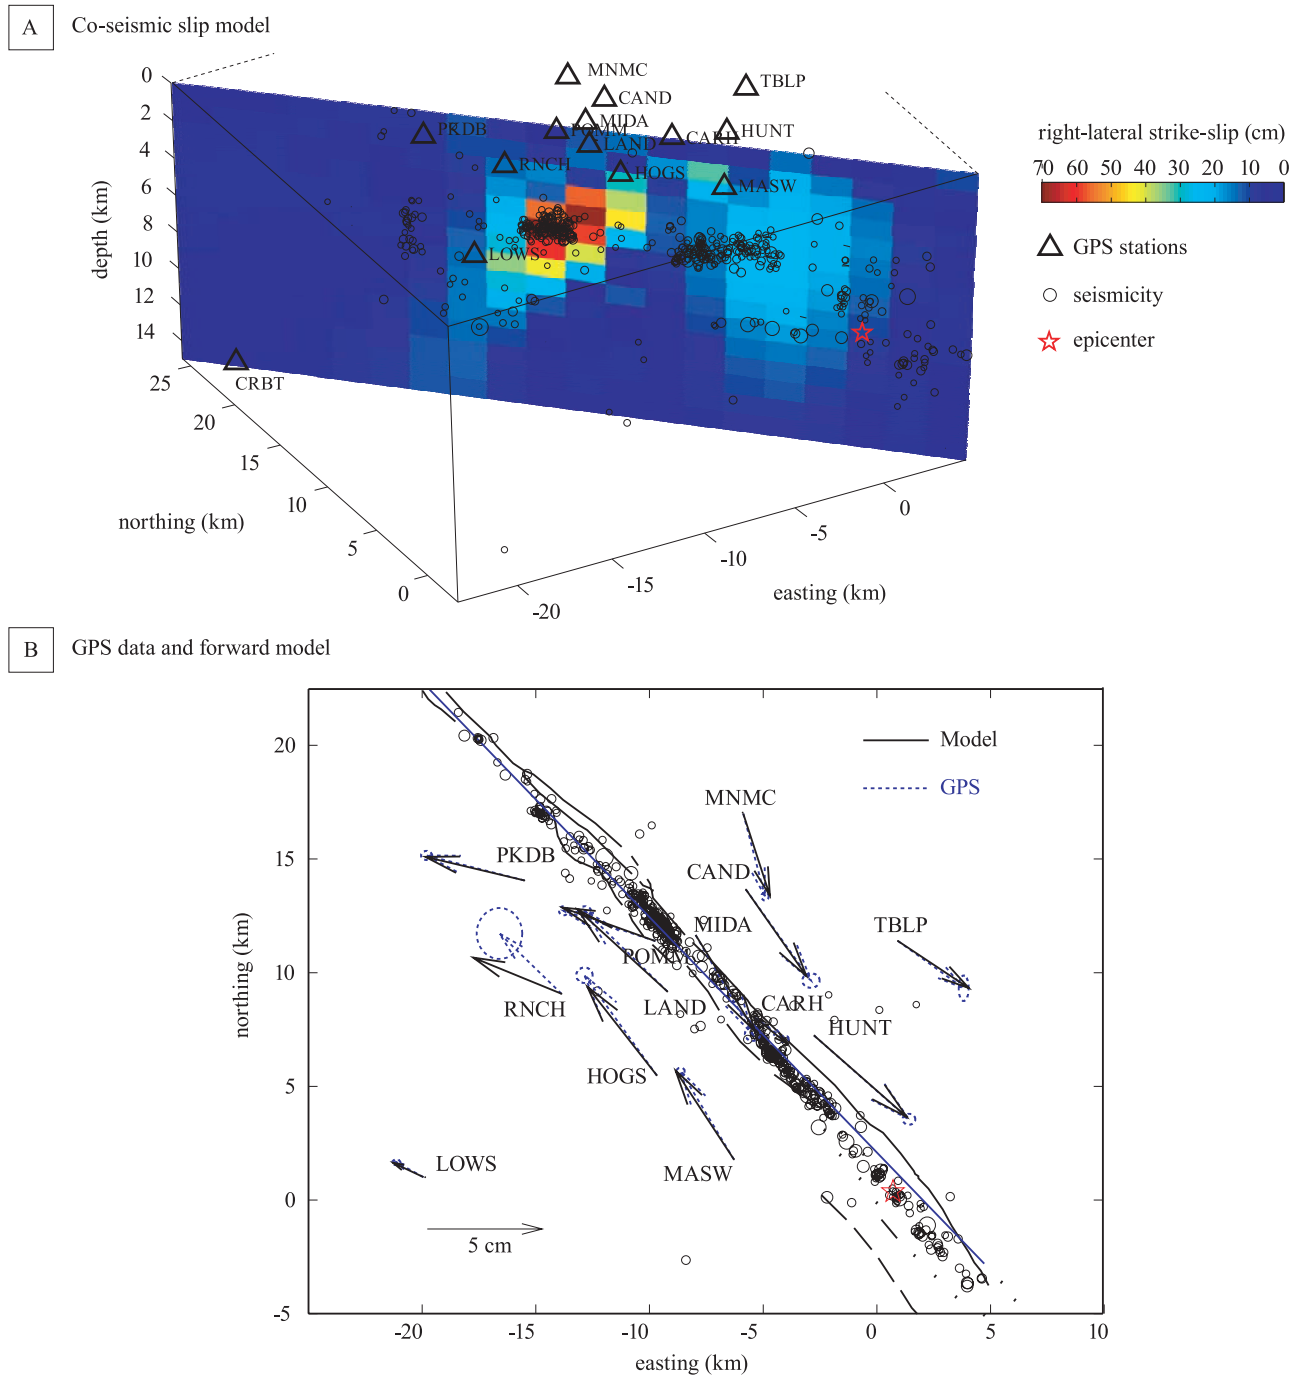 A Co-seismic slip model
MNMC
TBLP
CAND
MIDA
PKDB
POMM
CARH
HUNT
LAND
RNCH
HOGS
MASW
LOWS
CRBT
0
2
4
6
8
10
12
14
depth (km)
25
20
15
10
5
0
northing (km)
-20
-15
-10
-5
0
easting (km)
right-lateral strike-slip (cm)
70 60 50 40 30 20 10 0
GPS stations
seismicity
epicenter
B GPS data and forward model
Model
GPS
MNMC
CAND
PKDB
MIDA
TBLP
POMM
RNCH
LAND
CARH
HUNT
HOGS
MASW
LOWS
5 cm
20
15
10
5
0
-5
northing (km)
-20 -15 -10 -5 0 5 10
easting (km)